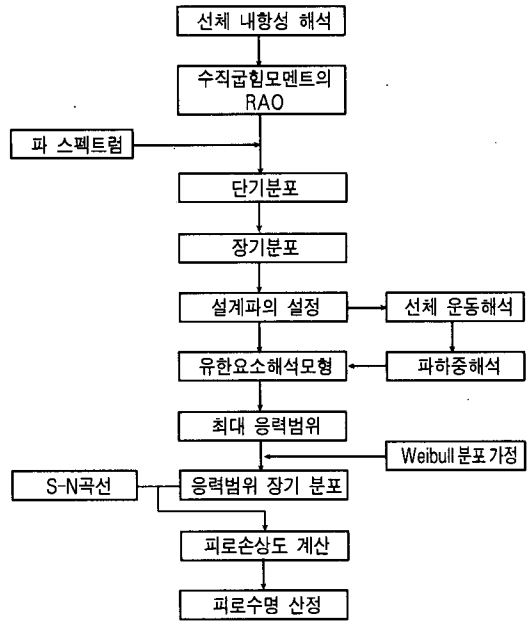 선체 내항성 해석
수직굽힘모멘트의
RAO
파 스펙트럼
단기분포
장기분포
설계파의 설정
선체 운동해석
유한요소해석모형
파하중해석
최대 응력범위
Weibull 분포 가정
S-N곡선
응력범위 장기 분포
피로손상도 계산
피로수명 산정